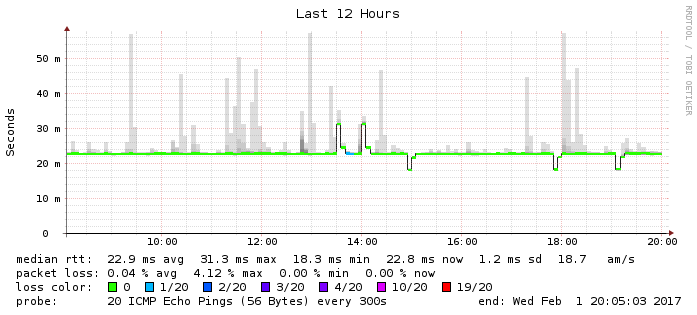 Last 12 Hours
RRDTOOL / TOBI OETIKER
Seconds
50 m
40 m
30 m
20 m
10 m
0
10:00 12:00 14:00 16:00 18:00 20:00
median rtt: 22.9 ms avg 31.3 ms max 18.3 ms min 22.8 ms now 1.2 ms sd 18.7 am/s
packet loss: 0.04 % avg 4.12 % max 0.00 % min 0.00 % now
loss color: 0 1/20 2/20 3/20 4/20 10/20 19/20
probe: 20 ICMP Echo Pings (56 Bytes) every 300s end: Wed Feb 1 20:05:03 2017